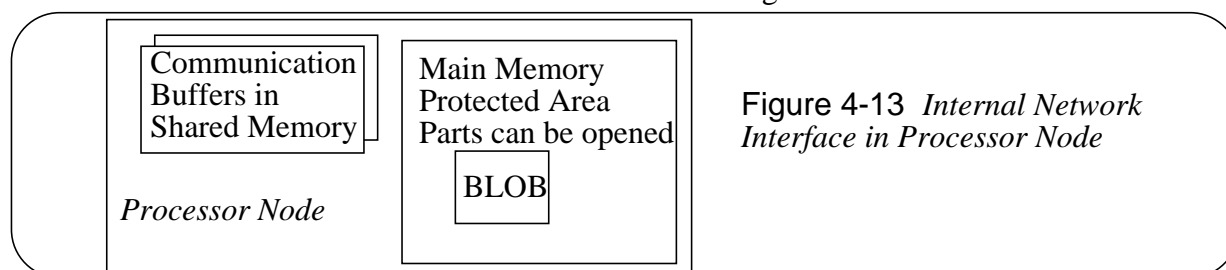 Communication
Buffers in
Shared Memory
Main Memory
Protected Area
Parts can be opened
BLOB
Processor Node
Figure 4-13 Internal Network
Interface in Processor Node